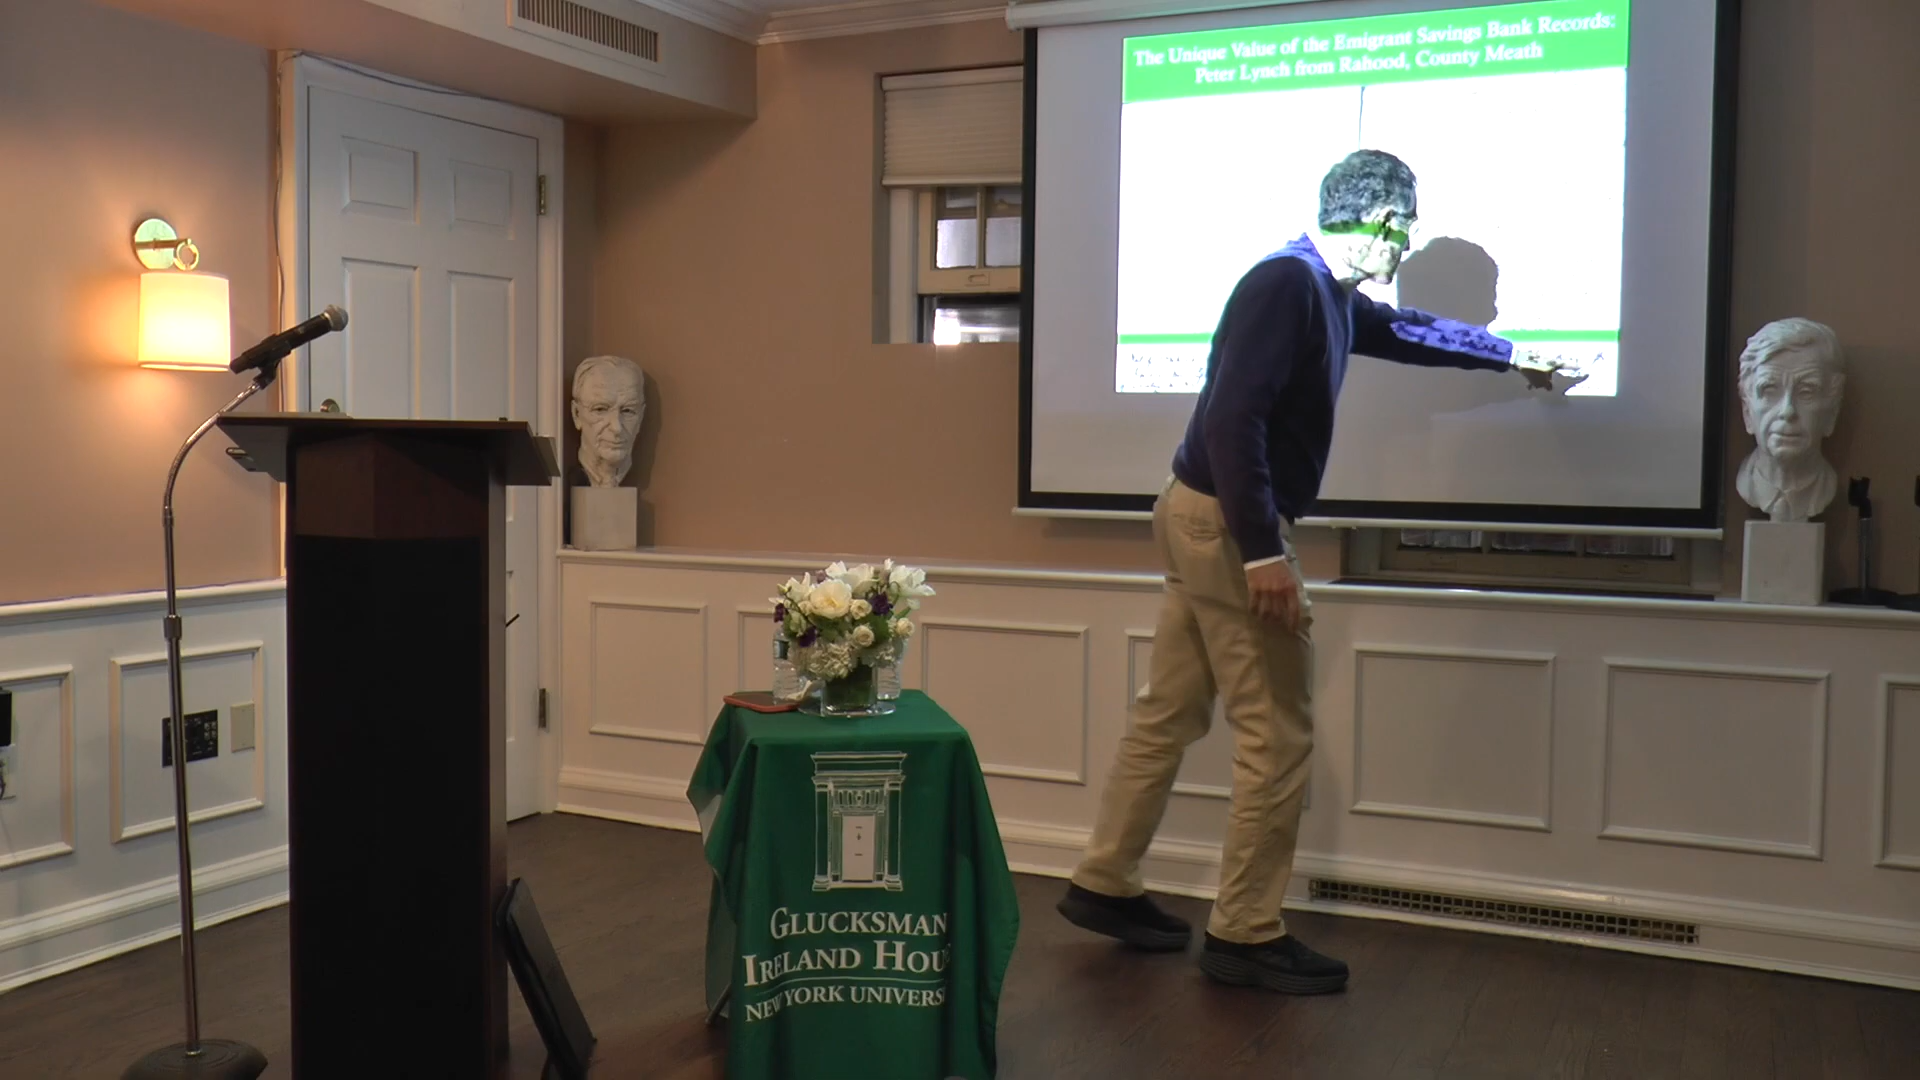 The Unique Value of the Emigrant Savings Bank Records:
Peter Lynch from Rahood, County Meath
GLUCKSMAN
IRELAND HOU
NEW YORK UNIVERS